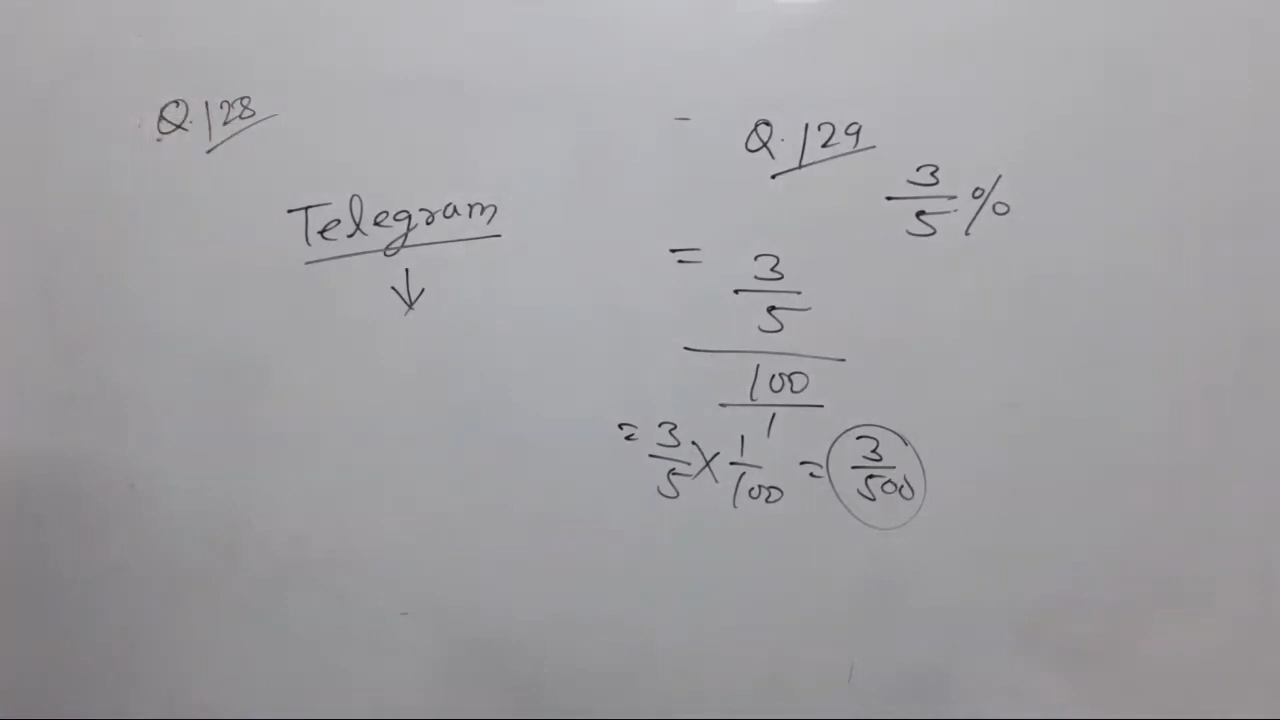 Q.128
Telegram
↓
Q.129
3/5 %
= 3/5
100/1
= 3/5 × 1/100 = 3/500